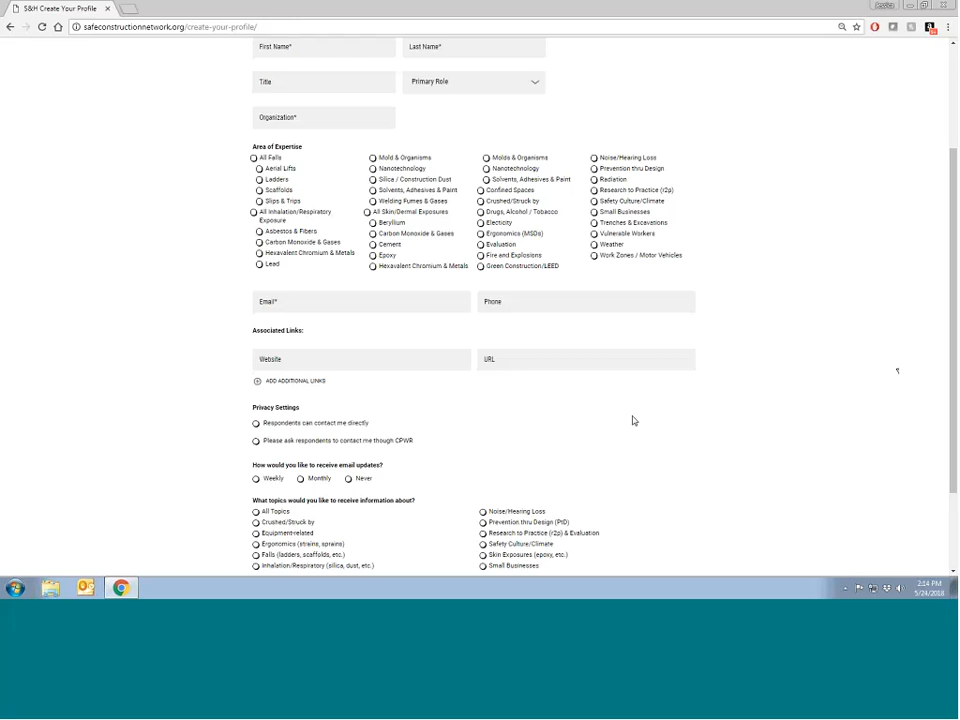 S&H Create Your Profile
Jessica
safeconstructionnetwork.org/create-your-profile/
First Name*
Last Name*
Title
Primary Role
Organization*
Area of Expertise
All Falls
Aerial Lifts
Ladders
Scaffolds
Slips & Trips
All Inhalation/Respiratory
Exposure
Asbestos & Fibers
Carbon Monoxide & Gases
Hexavalent Chromium & Metals
Lead
Mold & Organisms
Nanotechnology
Silica / Construction Dust
Solvents, Adhesives & Paint
Welding Fumes & Gases
All Skin/Dermal Exposures
Beryllium
Carbon Monoxide & Gases
Cement
Epoxy
Hexavalent Chromium & Metals
Molds & Organisms
Nanotechnology
Solvents, Adhesives & Paint
Confined Spaces
Crushed/Struck by
Drugs, Alcohol / Tobacco
Electricity
Ergonomics (MSDs)
Evaluation
Fire and Explosions
Green Construction/LEED
Noise/Hearing Loss
Prevention thru Design
Radiation
Research to Practice (r2p)
Safety Culture/Climate
Small Businesses
Trenches & Excavations
Vulnerable Workers
Weather
Work Zones / Motor Vehicles
Email*
Phone
Associated Links:
Website
URL
ADD ADDITIONAL LINKS
Privacy Settings
Respondents can contact me directly
Please ask respondents to contact me though CPWR
How would you like to receive email updates?
Weekly
Monthly
Never
What topics would you like to receive information about?
All Topics
Crushed/Struck by
Equipment-related
Ergonomics (strains, sprains)
Falls (ladders, scaffolds, etc.)
Inhalation/Respiratory (silica, dust, etc.)
Noise/Hearing Loss
Prevention thru Design (PtD)
Research to Practice (r2p) & Evaluation
Safety Culture/Climate
Skin Exposures (epoxy, etc.)
Small Businesses
2:14 PM
5/24/2018